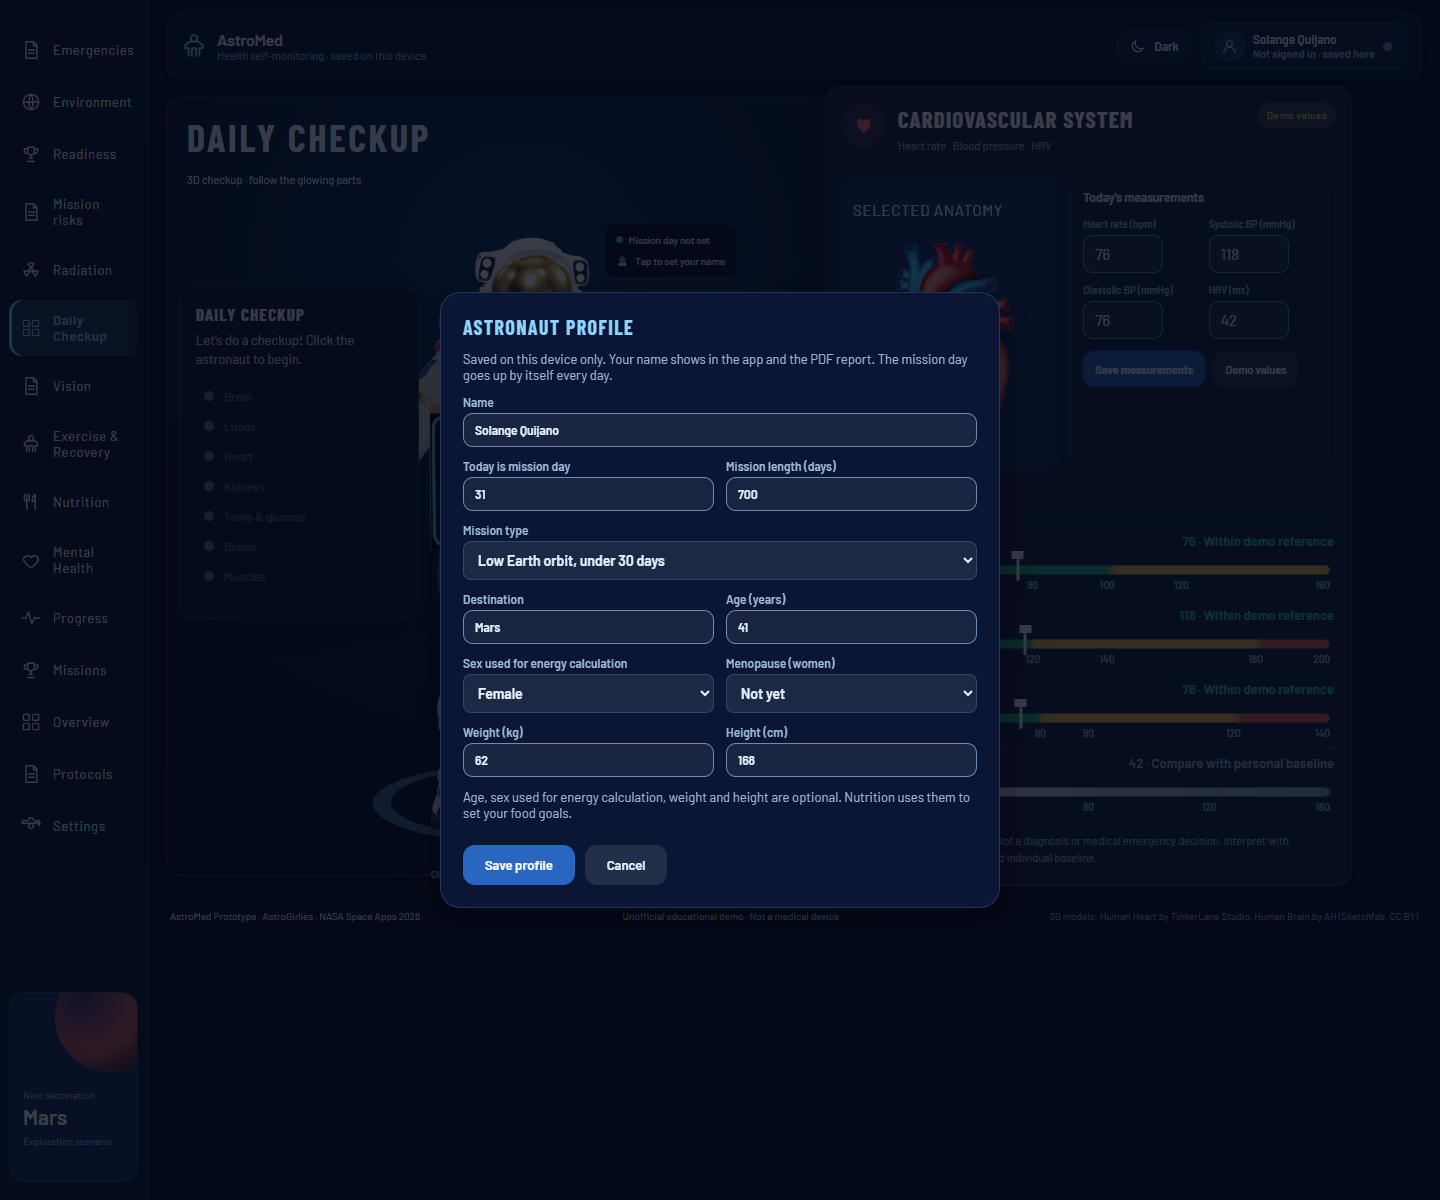 Emergencies
Environment
Readiness
Mission
risks
Radiation
Daily
Checkup
Vision
Exercise &
Recovery
Nutrition
Mental
Health
Progress
Missions
Overview
Protocols
Settings
Next destination
Mars
Exploration scenario
AstroMed
Health self-monitoring · saved on this device
Dark
Solange Quijano
Not signed in · saved here
DAILY CHECKUP
3D checkup · follow the glowing parts
Mission day not set
Tap to set your name
DAILY CHECKUP
Let's do a checkup! Click the
astronaut to begin.
Brain
Lungs
Heart
Kidneys
Temp & glucose
Bones
Muscles
CARDIOVASCULAR SYSTEM
Heart rate · Blood pressure · HRV
Demo values
SELECTED ANATOMY
Today's measurements
Heart rate (bpm)
Systolic BP (mmHg)
76
118
Diastolic BP (mmHg)
HRV (ms)
76
42
Save measurements
Demo values
ASTRONAUT PROFILE
Saved on this device only. Your name shows in the app and the PDF report. The mission day
goes up by itself every day.
Name
Solange Quijano
Today is mission day
Mission length (days)
31
700
Mission type
Low Earth orbit, under 30 days
Destination
Age (years)
Mars
41
Sex used for energy calculation
Menopause (women)
Female
Not yet
Weight (kg)
Height (cm)
62
168
Age, sex used for energy calculation, weight and height are optional. Nutrition uses them to
set your food goals.
Save profile
Cancel
76 · Within demo reference
80 100 120 160
118 · Within demo reference
120 140 180 200
76 · Within demo reference
80 90 120 140
42 · Compare with personal baseline
80 120 160
Not a diagnosis or medical emergency decision. Interpret with
individual baseline.
AstroMed Prototype · AstroGirlies · NASA Space Apps 2026
Unofficial educational demo · Not a medical device
3D models: Human Heart by TinkerLane Studio, Human Brain by AH (Sketchfab, CC BY)